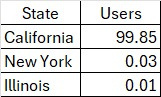 State Users
California 99.85
New York 0.03
Illinois 0.01